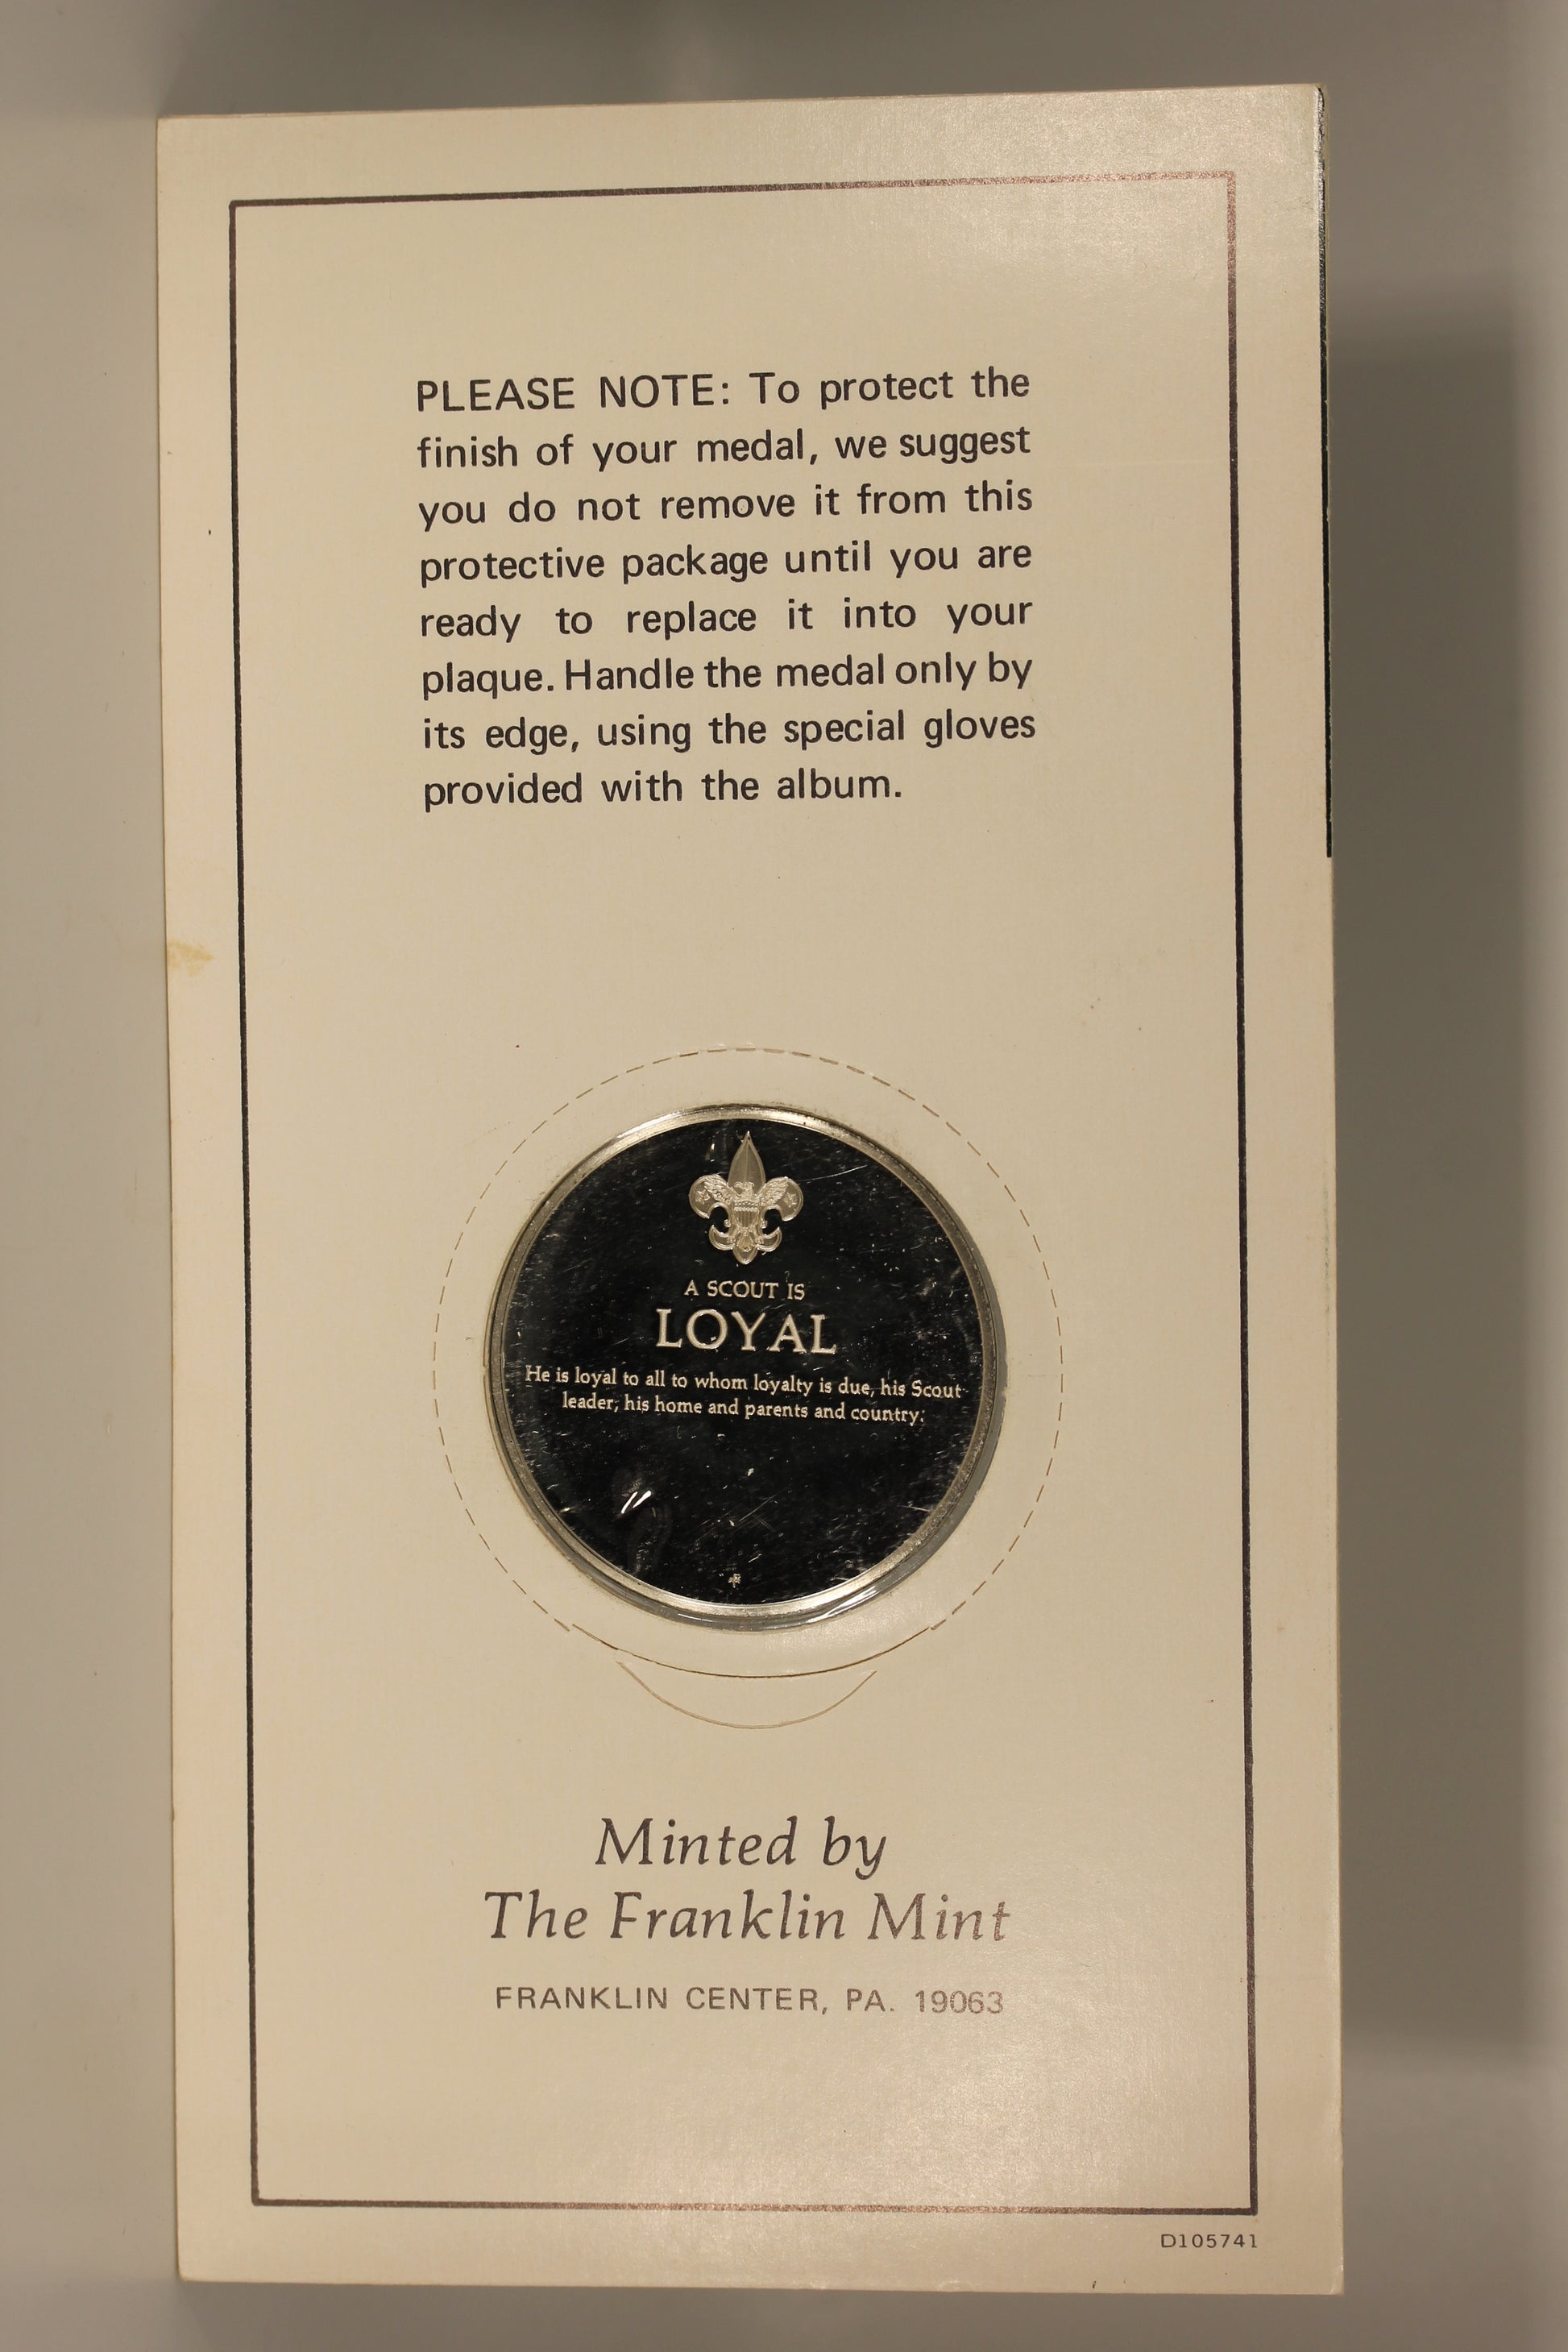 PLEASE NOTE: To protect the
finish of your medal, we suggest
you do not remove it from this
protective package until you are
ready to replace it into your
plaque. Handle the medal only by
its edge, using the special gloves
provided with the album.
A SCOUT IS
LOYAL
He is loyal to all to whom loyalty is due, his Scout
leader, his home and parents and country.
Minted by
The Franklin Mint
FRANKLIN CENTER, PA. 19063
D105741